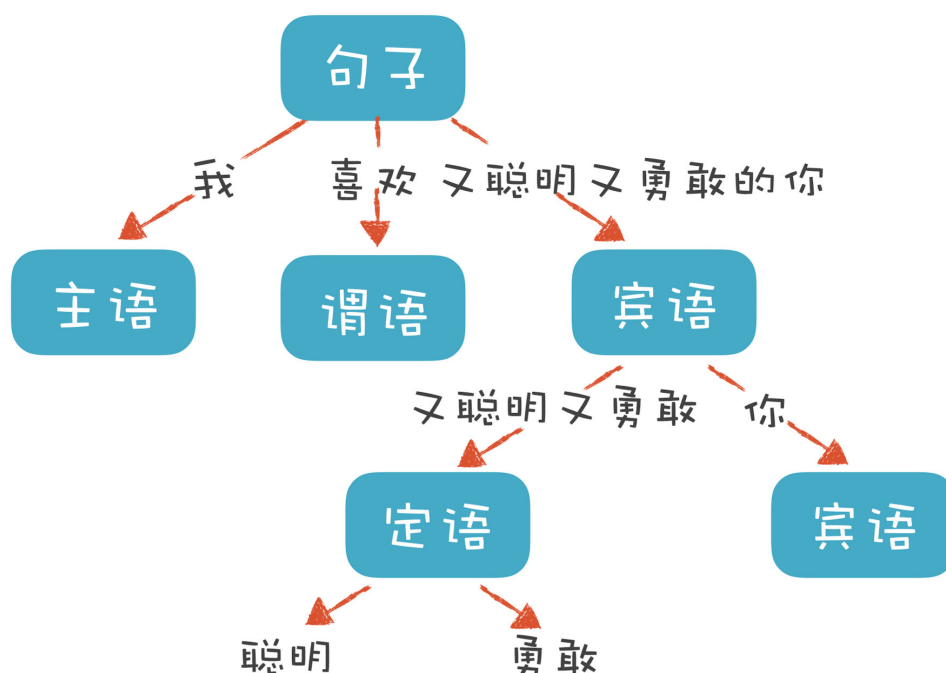 句子
我 喜欢 又聪明又勇敢的你
主语 谓语 宾语
又聪明又勇敢 你
定语 宾语
聪明 勇敢